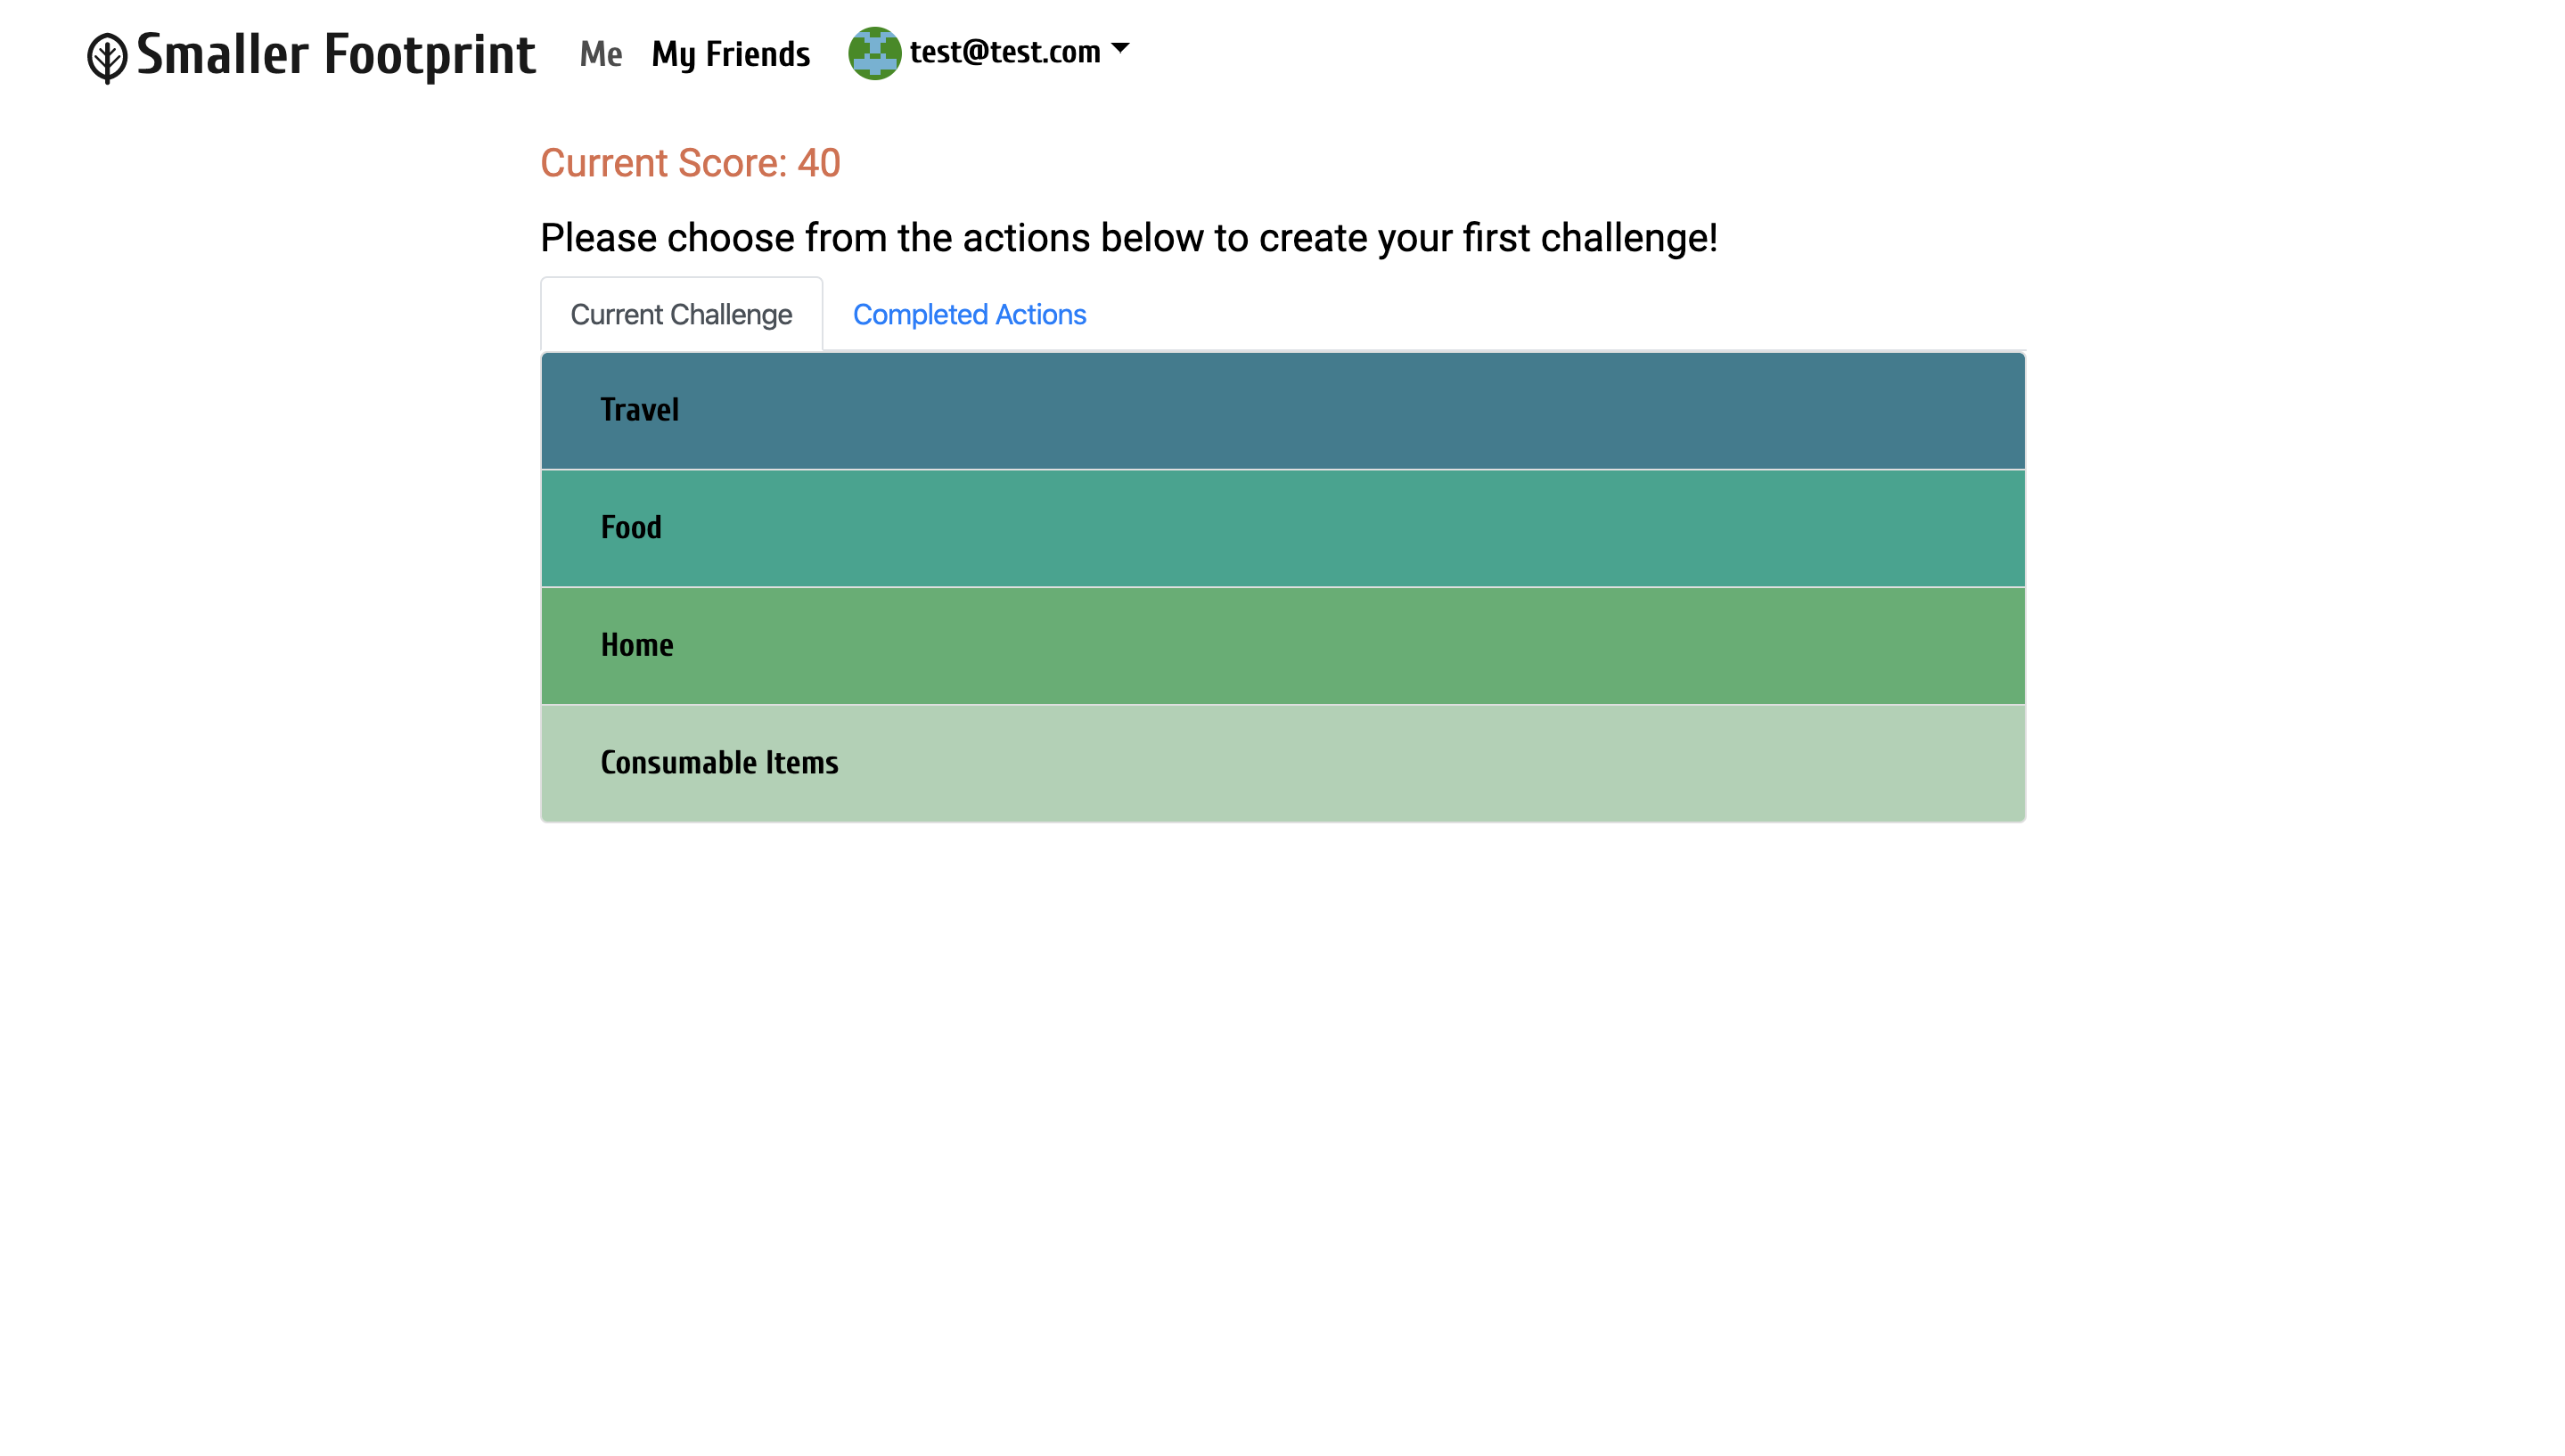 Smaller Footprint Me My Friends test@test.com
Current Score: 40
Please choose from the actions below to create your first challenge!
Current Challenge Completed Actions
Travel
Food
Home
Consumable Items